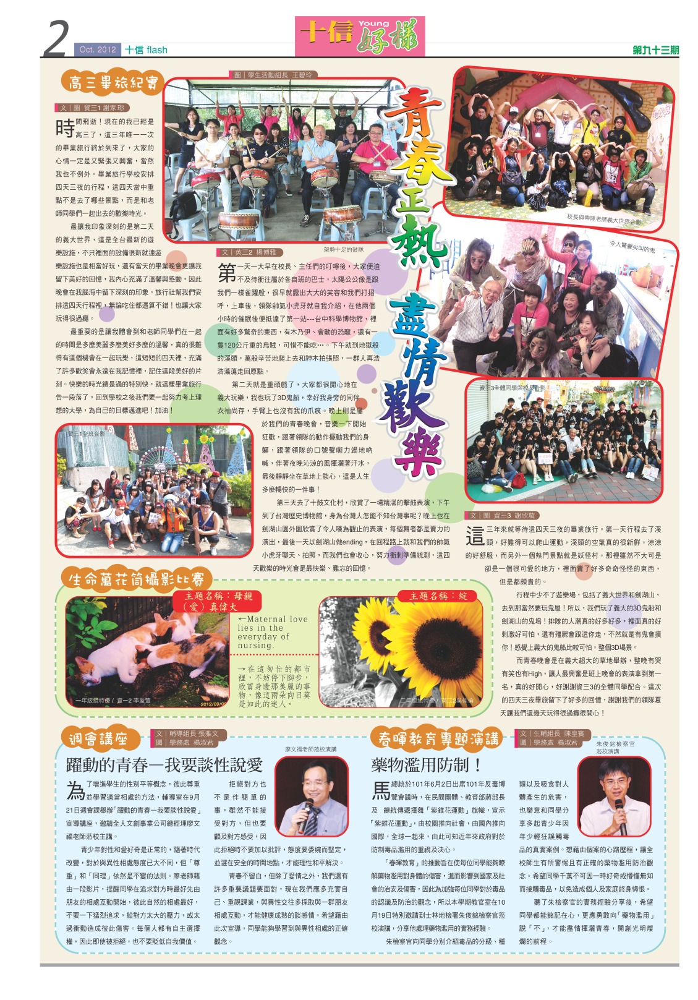 2
Oct. 2012
十信 flash
十信
Young
好樣
第九十三期
高三畢旅紀實
文｜圖 貿三1 謝家珎
時間飛逝！現在的我已經是
高三了，這三年唯一一次
的畢業旅行終於到來了，大家的
心情一定是又緊張又興奮，當然
我也不例外。畢業旅行學校安排
四天三夜的行程，這四天當中重
點不是去了哪些景點，而是和老
師同學們一起出去的歡樂時光。
最讓我印象深刻的是第二天
的義大世界，這是全台最新的遊
樂設施，不只裡面的設備很新就連遊
樂設施也是相當好玩，還有當天的畢業晚會更讓我
留下美好的回憶，我內心充滿了溫馨與感動，因此
晚會在我腦海中留下深刻的印象。旅行社幫我們安
排這四天行程裡，無論吃住都還算不錯！也讓大家
玩得很過癮。
最重要的是讓我體會到和老師同學們在一起
的時間是多麼美麗多麼美好多麼的溫馨，真的很難
得有這個機會在一起玩樂，這短短的四天裡，充滿
了許多歡笑會永遠在我記憶裡，記住這段美好的片
刻。快樂的時光總是過的特別快，就這樣畢業旅行
告一段落了，回到學校之後我們要一起努力考上理
想的大學，為自己的目標邁進吧！加油！
貿三1全班合影
圖｜學生活動組長 王碧玲
架勢十足的鼓隊
青春正熱 盡情歡樂
校長與帶隊老師義大世界合影
令人驚聲尖叫的鬼
資三3全體同學與校長合影
文｜英三2 楊博雅
第一天一大早在校長、主任們的叮嚀後，大家便迫
不及待衝往屬於各自班的巴士，太陽公公像是跟
我們一樣雀躍般，很早就露出大大的笑容和我們打招
呼，上車後，領隊帥氣小虎牙就自我介紹，在他兩個
小時的催眠後便抵達了第一站---台中科學博物館，裡
面有好多驚奇的東西，有木乃伊、會動的恐龍，還有一
隻120公斤重的烏賊，可惜不能吃…。下午就到地獄般
的溪頭，萬般辛苦地爬上去和神木拍張照，一群人再浩
浩蕩蕩走回原點。
第二天就是重頭戲了，大家都很開心地在
義大玩樂，我也玩了3D鬼船，幸好我身旁的同伴
衣袖尚存，手臂上也沒有我的爪痕。晚上則是屬
於我們的青春晚會，音樂一下開始
狂歡，跟著領隊的動作擺動我們的身
軀，跟著領隊的口號聲嘶力竭地吶
喊，伴著夜晚沁涼的風揮灑著汗水，
最後靜靜坐在草地上談心，這是人生
多麼暢快的一件事！
第三天去了十鼓文化村，欣賞了一場精湛的擊鼓表演，下午
到了台灣歷史博物館，身為台灣人怎能不知台灣事呢？晚上也在
劍湖山園外園欣賞了令人嘆為觀止的表演，每個舞者都是賣力的
演出，最後一天以劍湖山做ending，在回程路上就和我們的帥氣
小虎牙聊天、拍照，而我們也會收心，努力衝刺準備統測，這四
天歡樂的時光會是最快樂、難忘的回憶。
文｜圖 資三3 謝欣璇
這三年來就等待這四天三夜的畢業旅行。第一天行程去了溪
頭，好難得可以爬山運動，溪頭的空氣真的很新鮮，涼涼
的好舒服，而另外一個熱門景點就是妖怪村，那裡雖然不大可是
卻是一個很可愛的地方，裡面賣了好多奇奇怪怪的東西，
但是都頗貴的。
行程中少不了遊樂場，包括了義大世界和劍湖山，
去到那當然要玩鬼屋！所以，我們玩了義大的3D鬼船和
劍湖山的鬼塢！排隊的人潮真的好多好多，裡面真的好
刺激好可怕，還有殭屍會跟這你走，不然就是有鬼會摸
你！感覺上義大的鬼船比較可怕，整個3D場景。
而青春晚會是在義大超大的草地舉辦，整晚有哭
有笑也有High，讓人最興奮是班上晚會的表演拿到第一
名，真的好開心，好謝謝資三3的全體同學配合。這次
的四天三夜畢旅留下了好多的回憶，謝謝我們的領隊夏
天讓我們這幾天玩得很過癮很開心！
生命萬花筒攝影比賽
主題名稱：母親
（愛）真偉大
一年級組特優 / 資一2 李盈萱
←Maternal love
lies in the
everyday of
nursing.
→在這匆忙的都市
裡，不妨停下腳步，
欣賞身邊那美麗的事
物，像這兩朵向日葵
是如此的迷人。
主題名稱：綻
二年級組特優 / 英二2吳佳倫
週會講座
文｜輔導組長 張雅文
圖｜學務處 楊淑君
躍動的青春—我要談性說愛
廖文福老師蒞校演講
為了增進學生的性別平等概念，彼此尊重
並學習適當相處的方法，輔導室在9月
21日週會課舉辦「躍動的青春—我要談性說愛」
宣導講座，邀請全人文創事業公司總經理廖文
福老師蒞校主講。
青少年對性和愛好奇是正常的，隨著時代
改變，對於與異性相處態度已大不同，但「尊
重」和「同理」依然是不變的法則。廖老師藉
由一段影片，提醒同學在追求對方時最好先由
朋友的相處互動開始，彼此自然的相處最好，
不要一下猛烈追求，給對方太大的壓力，或太
過衝動造成彼此傷害。每個人都有自主選擇
權，因此即使被拒絕，也不要貶低自我價值。
拒絕對方也
不是件簡單的
事，雖然不能接
受對方，但也要
顧及對方感受，因
此拒絕時不要加以批評，態度要委婉而堅定，
並選在安全的時間地點，才能理性和平解決。
青春不留白，但除了愛情之外，我們還有
許多重要議題要面對，現在我們應多充實自
己、重視課業，與異性交往多採取與一群朋友
相處互動，才能健康成熟的談感情。希望藉由
此次宣導，同學能夠學習到與異性相處的正確
觀念。
春暉教育專題演講
文｜生輔組長 陳皇賓
圖｜學務處 楊淑君
藥物濫用防制！
朱俊銘檢察官
蒞校演講
馬總統於101年6月2日出席101年反毒博
覽會議時，在民間團體、教育部蔣部長
及 總統傳遞揮舞「紫錐花運動」旗幟，宣示
「紫錐花運動」，由校園推向社會，由國內推向
國際，全球一起來，由此可知近年來政府對於
防制毒品濫用的重視及決心。
「春暉教育」的推動旨在使每位同學能夠瞭
解藥物濫用對身體的傷害，進而影響到國家及社
會的治安及傷害，因此為加強每位同學對於毒品
的認識及防治的觀念，所以本學期教官室在10
月19日特別邀請到士林地檢署朱俊銘檢察官蒞
校演講，分享他處理藥物濫用的實務經驗。
朱檢察官向同學分別介紹毒品的分級、種
類以及吸食對人
體產生的危害，
也樂意和同學分
享多起青少年因
年少輕狂誤觸毒
品的真實案例。想藉由個案的心路歷程，讓全
校師生有所警惕且有正確的藥物濫用防治觀
念。希望同學千萬不可因一時好奇或懵懂無知
而接觸毒品，以免造成個人及家庭終身悔恨。
聽了朱檢察官的實務經驗分享後，希望
同學都能銘記在心，更應勇敢向「藥物濫用」
說「不」，才能盡情揮灑青春，開創光明燦
爛的前程。